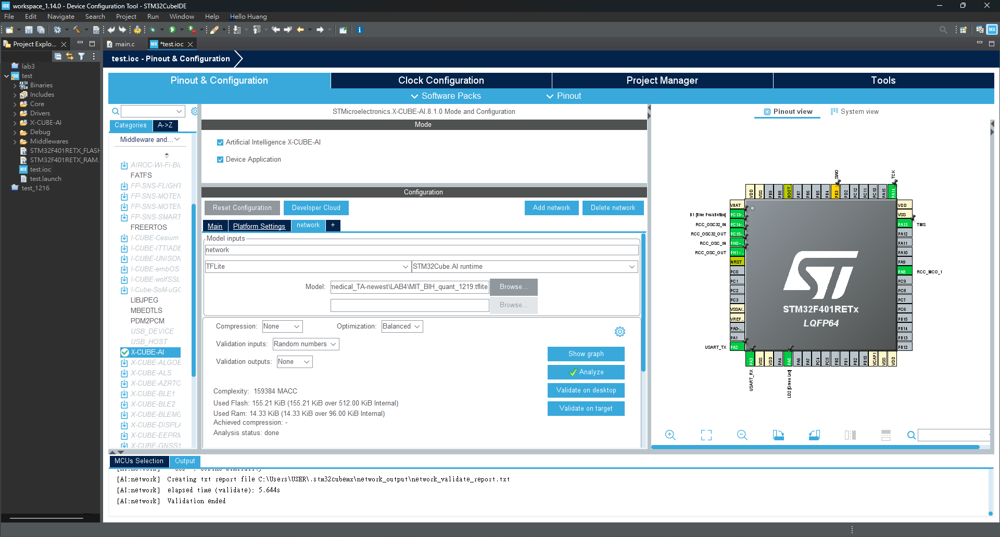 IDE workspace_1.14.0 - Device Configuration Tool - STM32CubeIDE
File Edit Navigate Search Project Run Window Help Hello Huang
Project Explo...
lab3
IDE test
Binaries
Includes
Core
Drivers
X-CUBE-AI
Debug
Middlewares
STM32F401RETX_FLASH
STM32F401RETX_RAM.
MX test.ioc
test.launch
test_1216
main.c
MX *test.ioc
test.ioc - Pinout & Configuration
Pinout & Configuration
Clock Configuration
Project Manager
Tools
Software Packs
Pinout
Categories
A->Z
Middleware and...
AIROC-Wi-Fi-Blu
FATFS
FP-SNS-FLIGHT
FP-SNS-MOTEN
FP-SNS-MOTEN
FP-SNS-SMART
FREERTOS
I-CUBE-Cesium
I-CUBE-ITTIADB
I-CUBE-UNISON
I-CUBE-embOS
I-CUBE-wolfSSL
I-Cube-SoM-uGO
LIBJPEG
MBEDTLS
PDM2PCM
USB_DEVICE
USB_HOST
X-CUBE-AI
X-CUBE-ALGOB
X-CUBE-ALS
X-CUBE-AZRTO
X-CUBE-BLE1
X-CUBE-BLE2
X-CUBE-BLEMG
X-CUBE-DISPLA
X-CUBE-EEPRM
X-CUBE-GNSS1
STMicroelectronics.X-CUBE-AI.8.1.0 Mode and Configuration
Mode
Artificial Intelligence X-CUBE-AI
Device Application
Configuration
Reset Configuration
Developer Cloud
Add network
Delete network
Main
Platform Settings
network
+
Model inputs
network
TFLite
STM32Cube.AI runtime
Model:
medical_TA-newest\LAB4\MIT_BIH_quant_1219.tflite
Browse...
Browse...
Compression: None
Optimization: Balanced
Validation inputs: Random numbers
Validation outputs: None
Show graph
Analyze
Validate on desktop
Validate on target
Complexity: 159384 MACC
Used Flash: 155.21 KiB (155.21 KiB over 512.00 KiB Internal)
Used Ram: 14.33 KiB (14.33 KiB over 96.00 KiB Internal)
Achieved compression: -
Analysis status: done
Pinout view
System view
SWO
TCK
VDD VSS PB9 PB8 BOOT. PB7 PB6 PB5 PB4 PB3 PD2 PC12 PC11 PC10 PA15 PA14
VBAT
B1 [Blue PushButton] PC13-.
RCC_OSC32_IN PC14-.
RCC_OSC32_OUT PC15-.
RCC_OSC_IN PH0-.
RCC_OSC_OUT PH1-.
NRST
PC0
PC1
PC2
PC3
VSSA/.
VREF..
PA0-..
PA1
USART_TX PA2
STM32F401RETx
LQFP64
VDD
VSS
PA13 TMS
PA12
PA11
PA10
PA9
PA8 RCC_MCO_1
PC9
PC8
PC7
PC6
PB15
PB14
PB13
PB12
PA3 VSS VDD PA4 PA5 PA6 PA7 PC4 PC5 PB0 PB1 PB2 PB10 VCAP1 VSS VDD
USART_RX
LD2 [Green Led]
MCUs Selection
Output
[AI:network] Creating txt report file C:\Users\USER\.stm32cubemx\network_output\network_validate_report.txt
[AI:network] elapsed time (validate): 5.644s
[AI:network] Validation ended